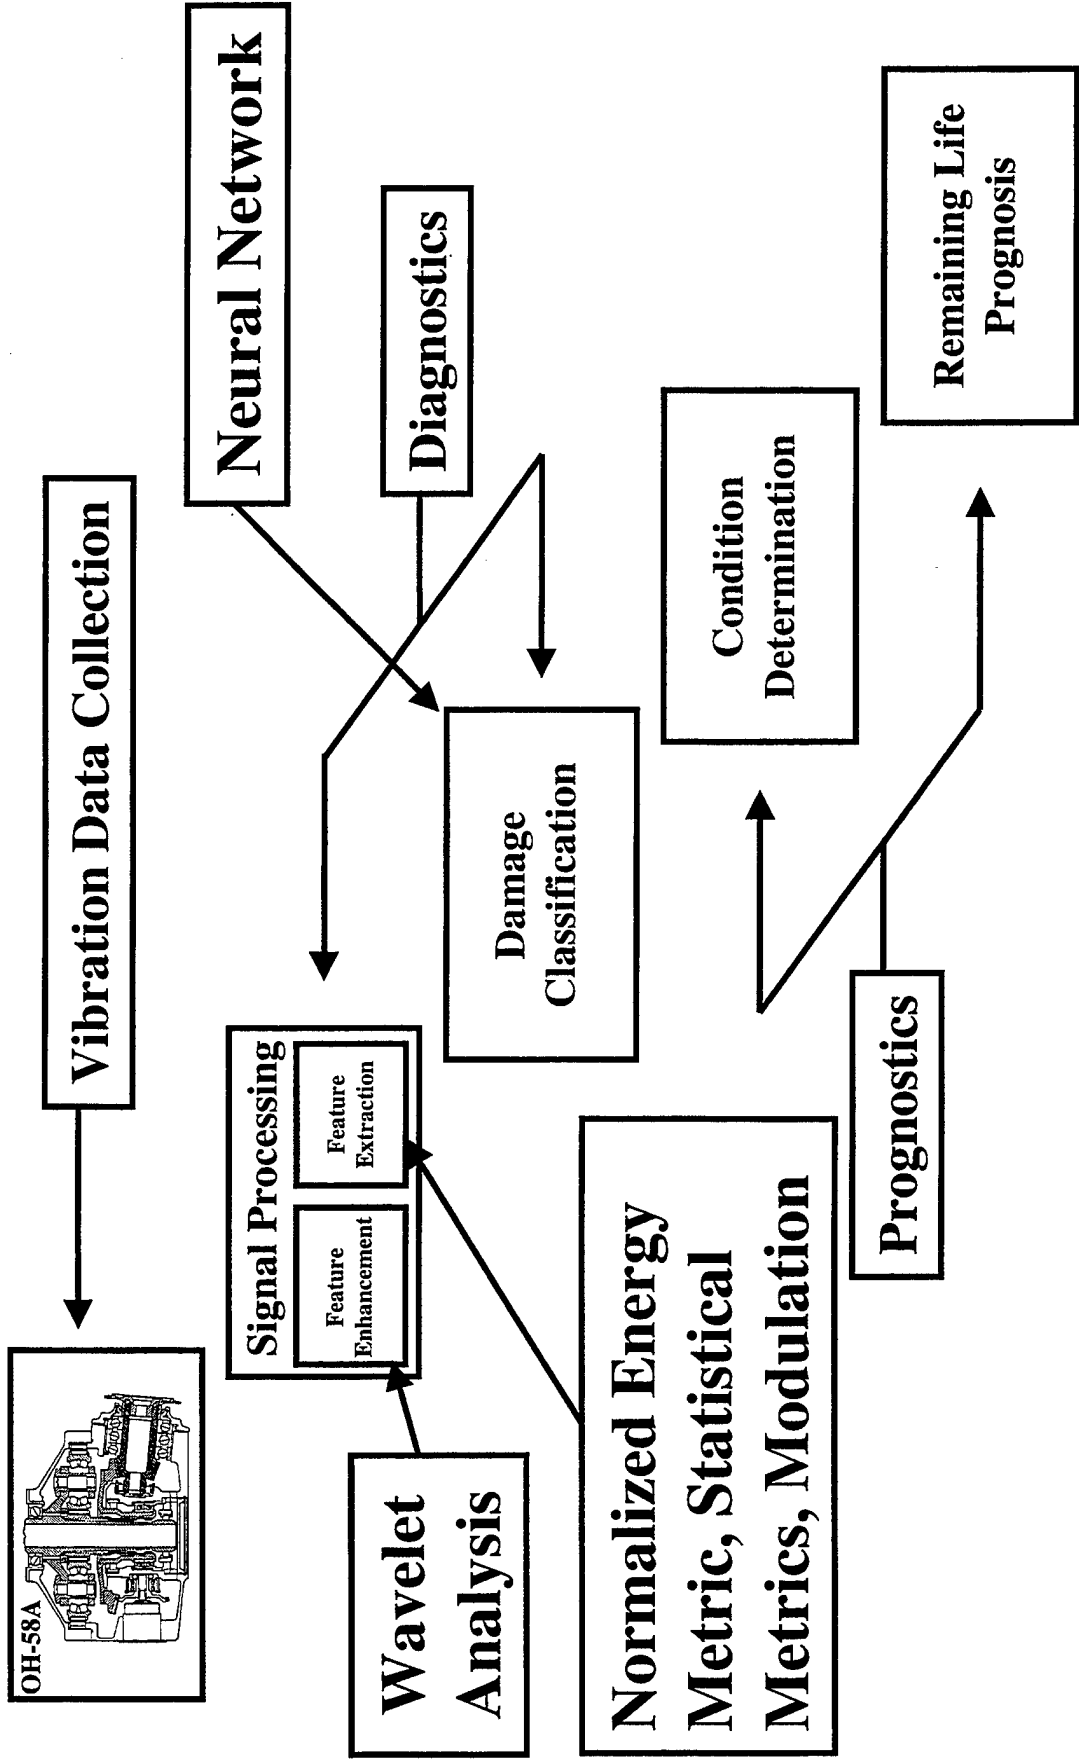 OH-58A
Vibration Data Collection
Signal Processing
Feature
Enhancement
Feature
Extraction
Neural Network
Wavelet
Analysis
Diagnostics
Damage
Classification
Normalized Energy
Metric, Statistical
Metrics, Modulation
Condition
Determination
Prognostics
Remaining Life
Prognosis